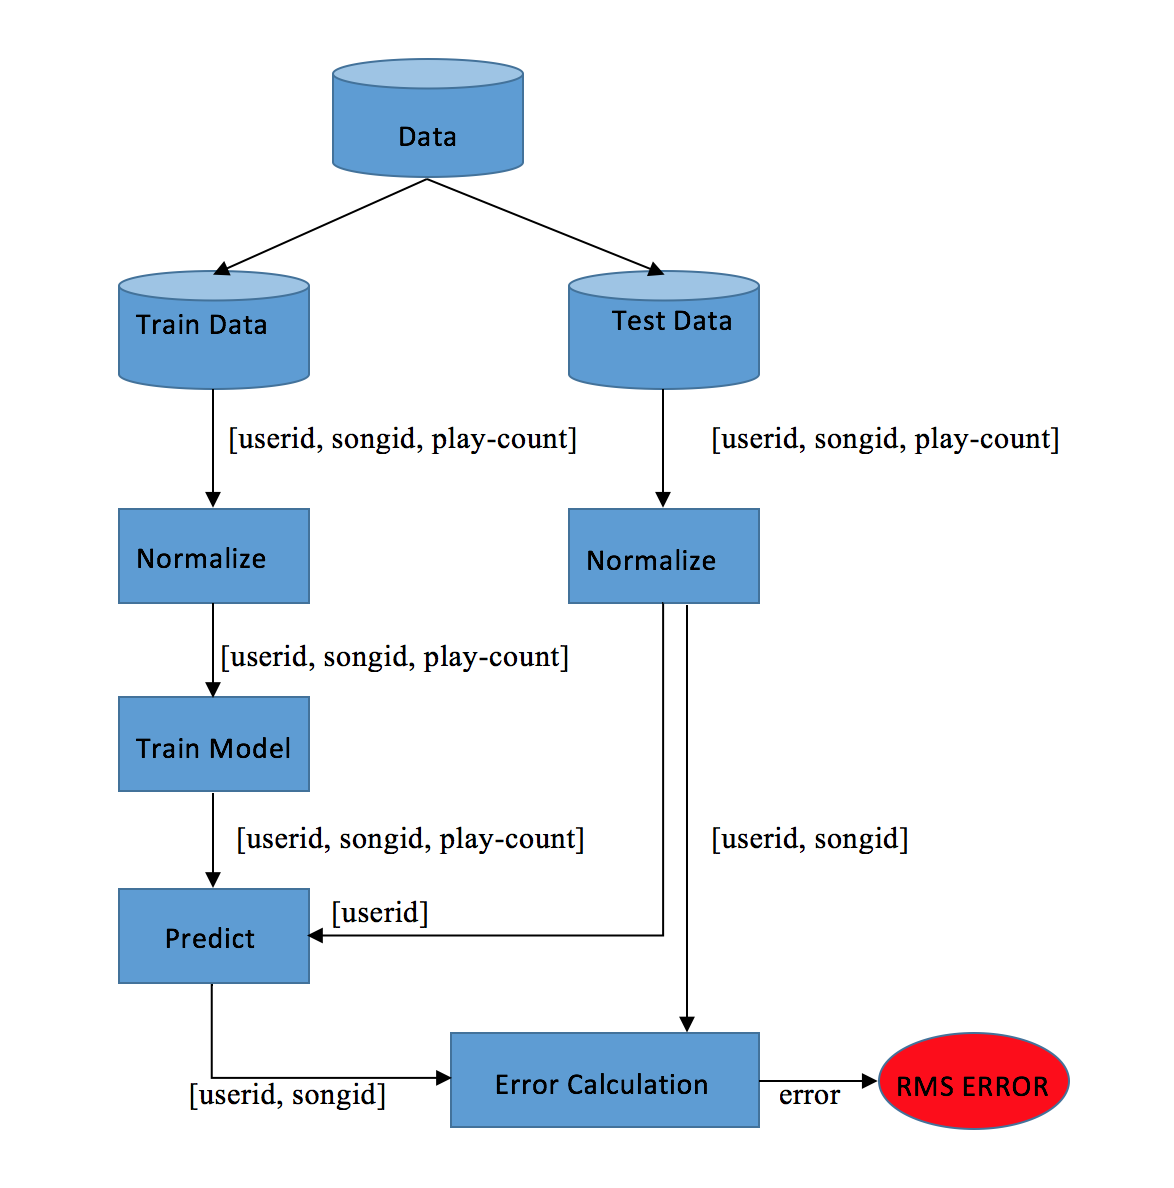 Data
Train Data
Test Data
[userid, songid, play-count]
[userid, songid, play-count]
Normalize
Normalize
[userid, songid, play-count]
Train Model
[userid, songid, play-count]
[userid, songid]
[userid]
Predict
[userid, songid]
Error Calculation
error
RMS ERROR